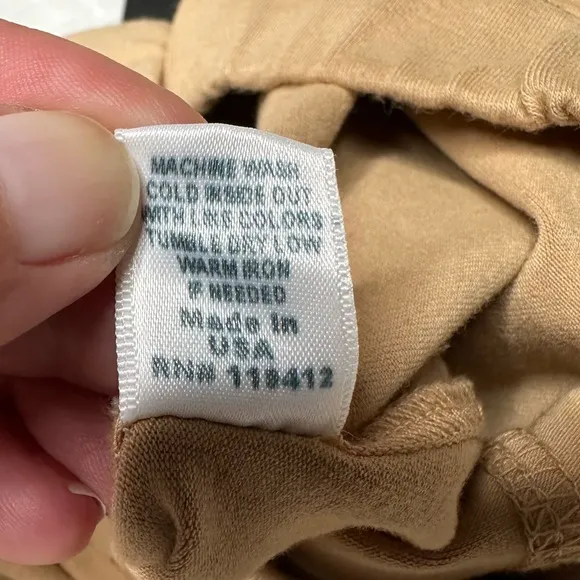 MACHINE WASH
COLD INSIDE OUT
WITH LIKE COLORS
TUMBLE DRY LOW
WARM IRON
IF NEEDED
Made in
USA
RN# 119412